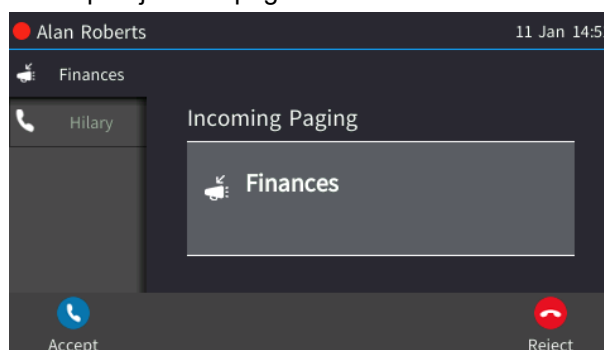 Alan Roberts 11 Jan 14:5
Finances
Hilary
Incoming Paging
Finances
Accept
Reject